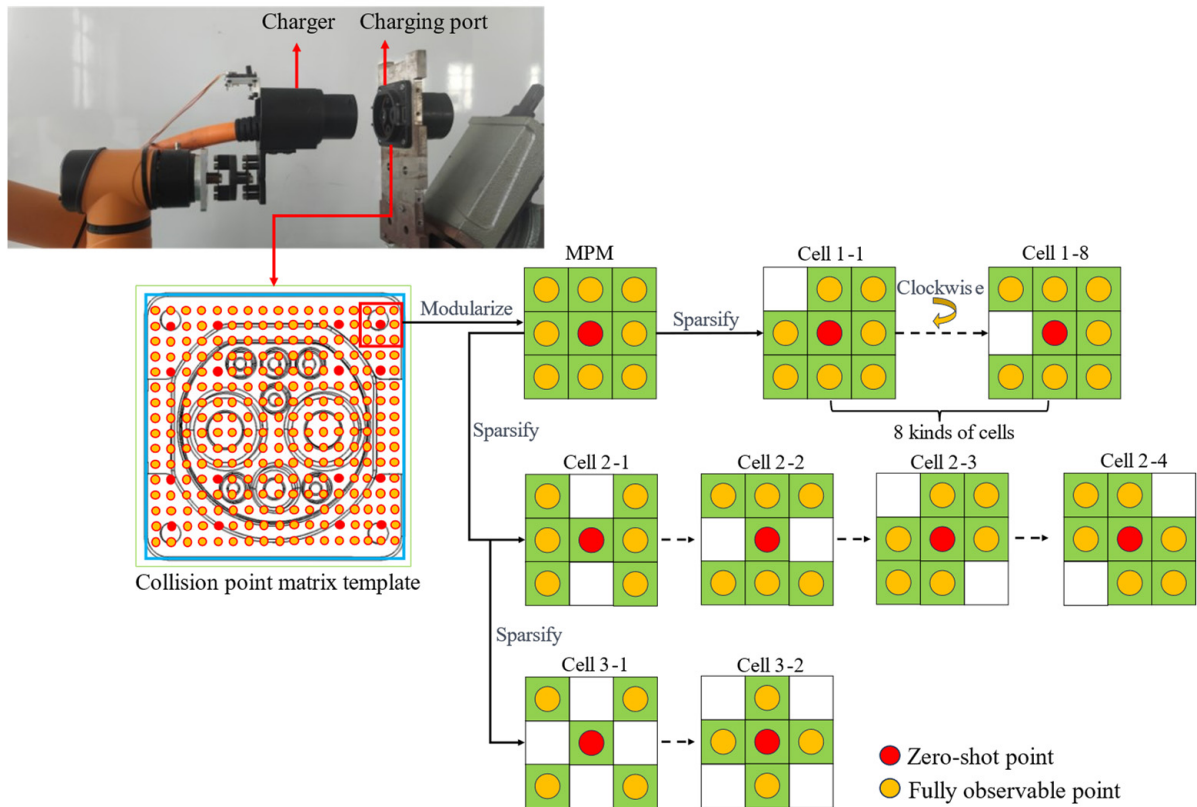 Charger
Charging port
MPM
Cell 1-1
Cell 1-8
Modularize
Sparsify
Clockwise
8 kinds of cells
Sparsify
Cell 2-1
Cell 2-2
Cell 2-3
Cell 2-4
Collision point matrix template
Sparsify
Cell 3-1
Cell 3-2
Zero-shot point
Fully observable point